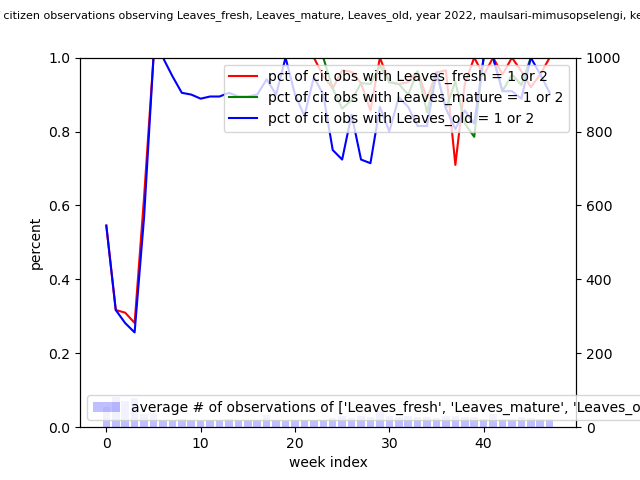 citizen observations observing Leaves_fresh, Leaves_mature, Leaves_old, year 2022, maulsari-mimusopselengi,
pct of cit obs with Leaves_fresh = 1 or 2
pct of cit obs with Leaves_mature = 1 or 2
pct of cit obs with Leaves_old = 1 or 2
1.0
0.8
0.6
0.4
0.2
0.0
percent
1000
800
600
400
200
0
average # of observations of ['Leaves_fresh', 'Leaves_mature', 'Leaves_o
0 10 20 30 40
week index